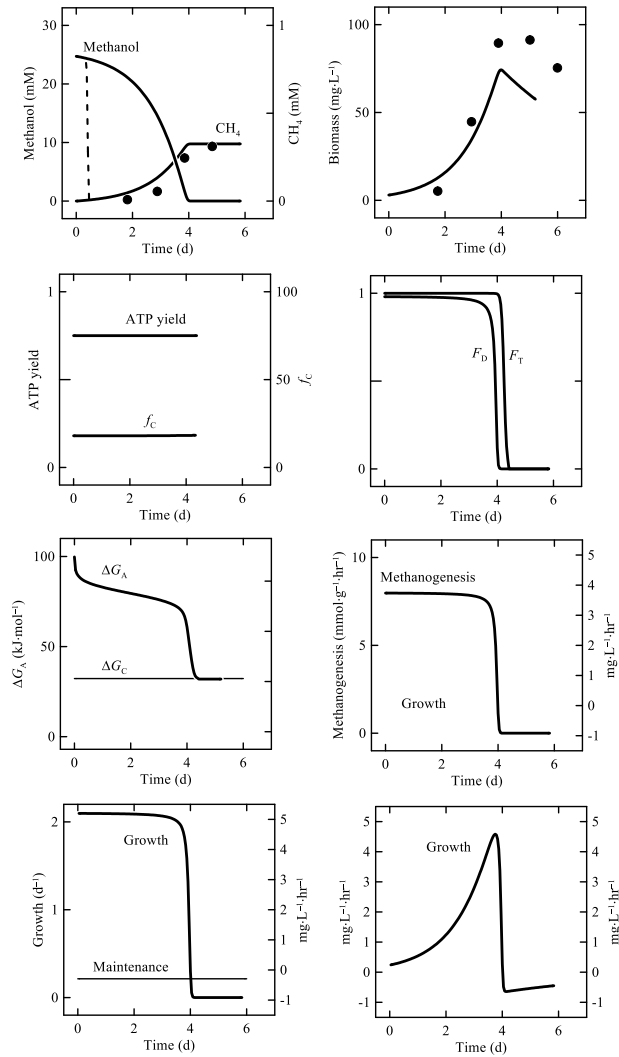 30
20
10
0
Methanol (mM)
Methanol
CH₄
1
0
CH₄ (mM)
0 2 4 6
Time (d)
100
50
0
Biomass (mg·L⁻¹)
0 2 4 6
Time (d)
1
0
ATP yield
ATP yield
f_C
100
50
0
f_C
0 2 4 6
Time (d)
1
0
F_D
F_T
0 2 4 6
Time (d)
100
50
0
ΔG_A (kJ·mol⁻¹)
ΔG_A
ΔG_C
0 2 4 6
Time (d)
10
5
0
Methanogenesis (mmol·g⁻¹·hr⁻¹)
Methanogenesis
Growth
5
4
3
2
1
0
-1
mg·L⁻¹·hr⁻¹
0 2 4 6
Time (d)
2
1
0
Growth (d⁻¹)
Growth
Maintenance
5
4
3
2
1
0
-1
mg·L⁻¹·hr⁻¹
0 2 4 6
Time (d)
5
4
3
2
1
0
-1
mg·L⁻¹·hr⁻¹
Growth
5
4
3
2
1
0
-1
mg·L⁻¹·hr⁻¹
0 2 4 6
Time (d)